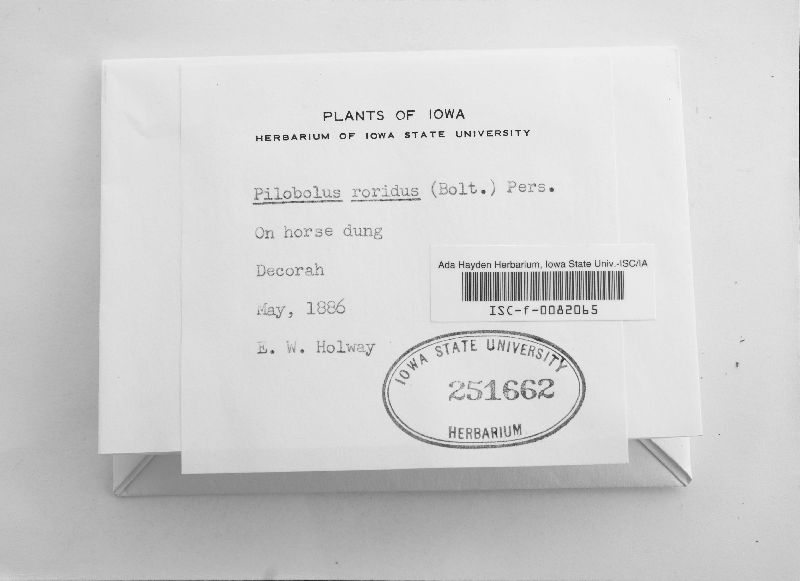 PLANTS OF IOWA
HERBARIUM OF IOWA STATE UNIVERSITY
Pilobolus roridus (Bolt.) Pers.
On horse dung
Decorah
May, 1886
E. W. Holway
Ada Hayden Herbarium, Iowa State Univ.-ISC/IA
ISC-f-0082065
IOWA STATE UNIVERSITY
251662
HERBARIUM